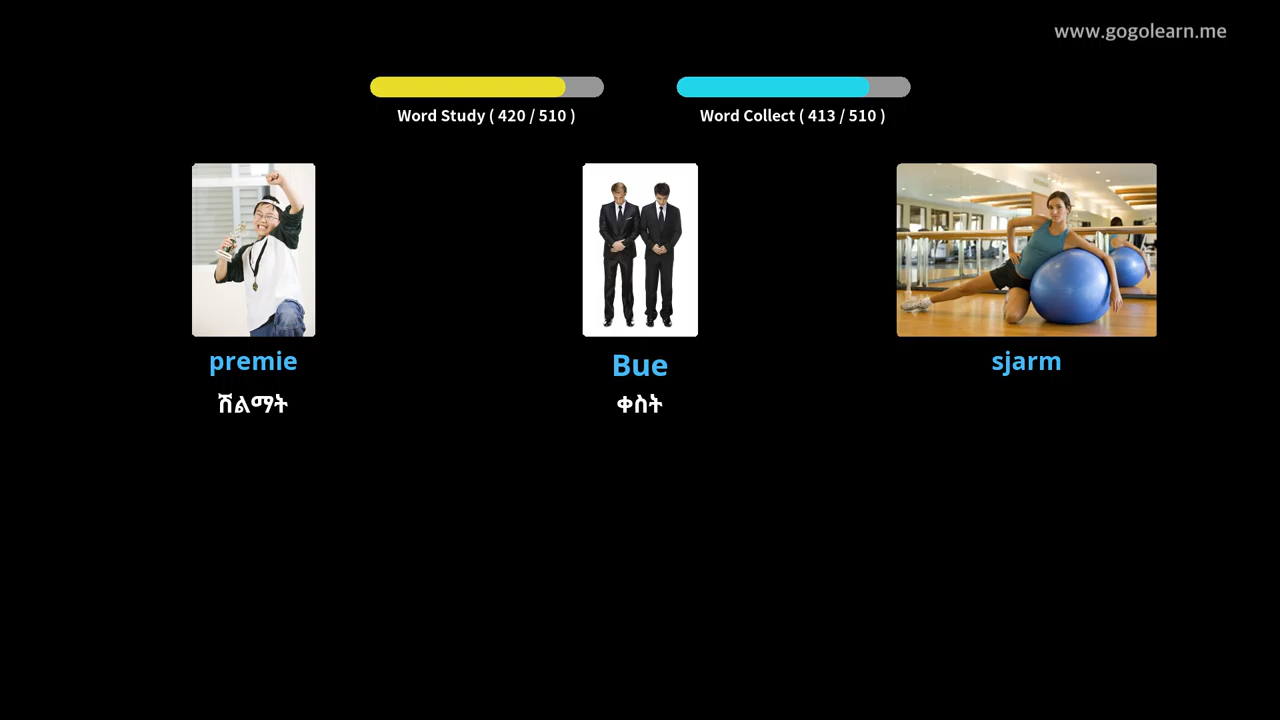 www.gogolearn.me
Word Study ( 420 / 510 )
Word Collect ( 413 / 510 )
premie
Bue
sjarm
ሽልማት
ቀስት